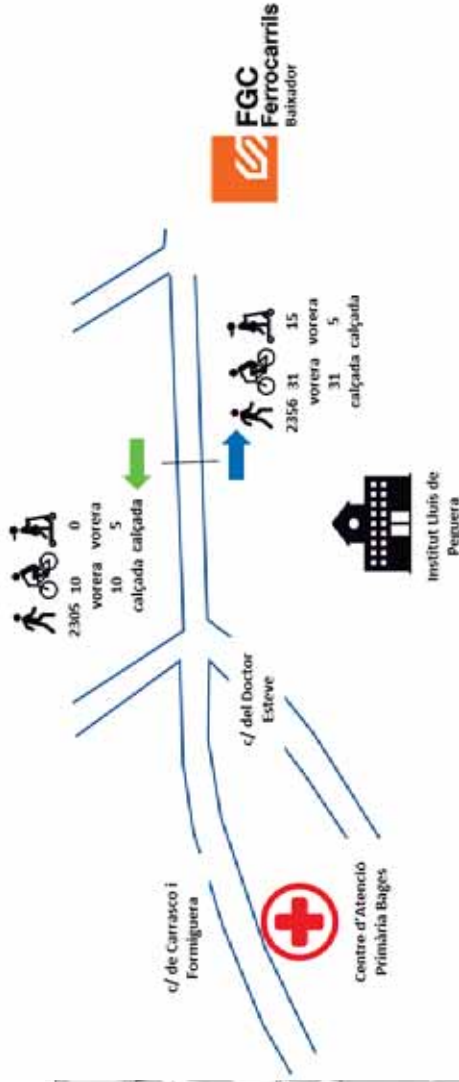 2305 10 0
vorera vorera
10 5
calçada calçada
FGC
Ferrocarrils
Baixador
2356 31 15
vorera vorera
31 5
calçada calçada
c/ de Carrasco i
Formiguera
c/ del Doctor
Esteve
Institut Lluís de
Peguera
Centre d'Atenció
Primària Bages